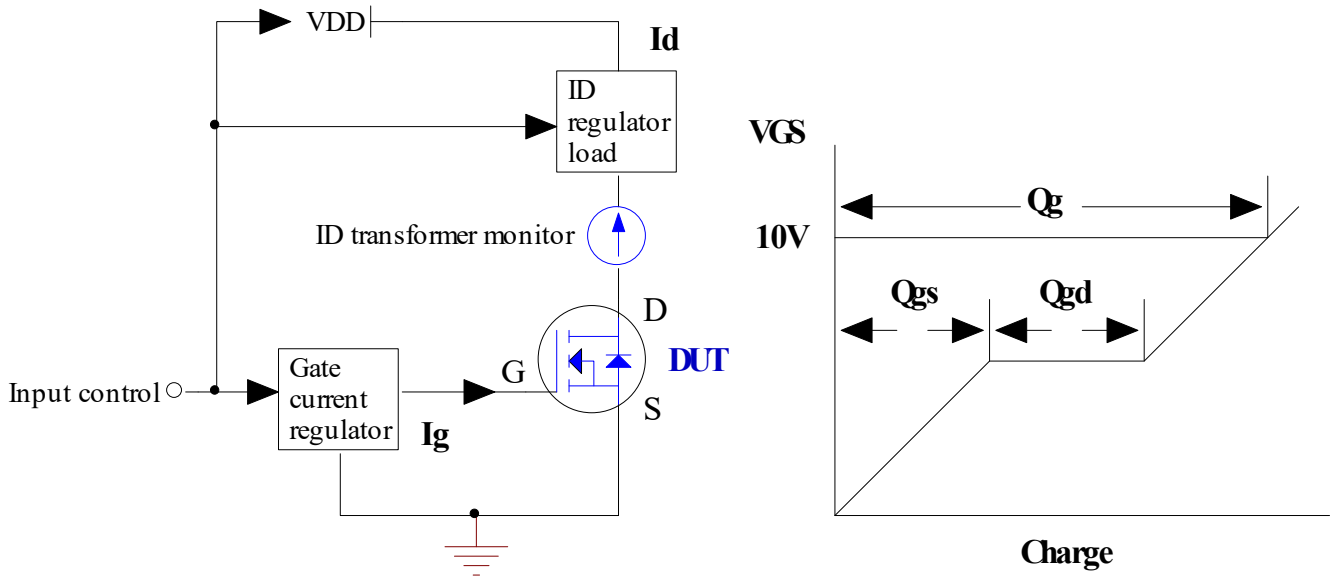 VDD
Id
ID
regulator
load
ID transformer monitor
D
DUT
G
S
Input control
Gate
current
regulator
Ig
VGS
Qg
10V
Qgs
Qgd
Charge